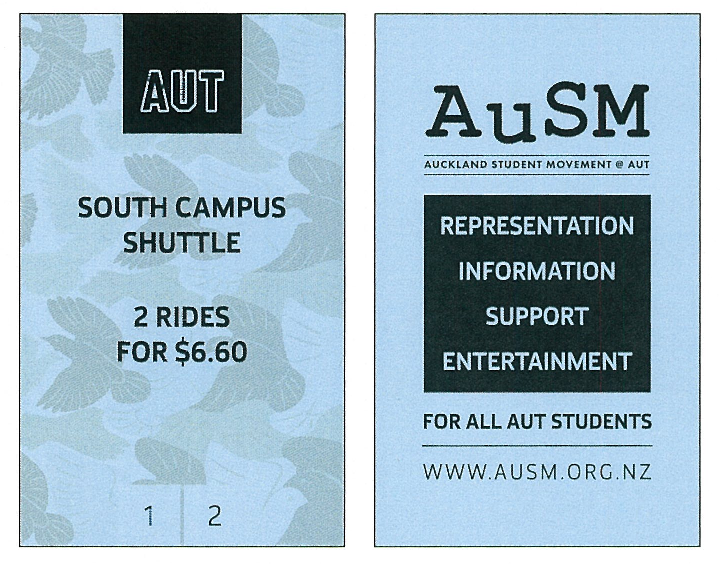 AUT
SOUTH CAMPUS
SHUTTLE
2 RIDES
FOR $6.60
1 2
AuSM
AUCKLAND STUDENT MOVEMENT @ AUT
REPRESENTATION
INFORMATION
SUPPORT
ENTERTAINMENT
FOR ALL AUT STUDENTS
WWW.AUSM.ORG.NZ